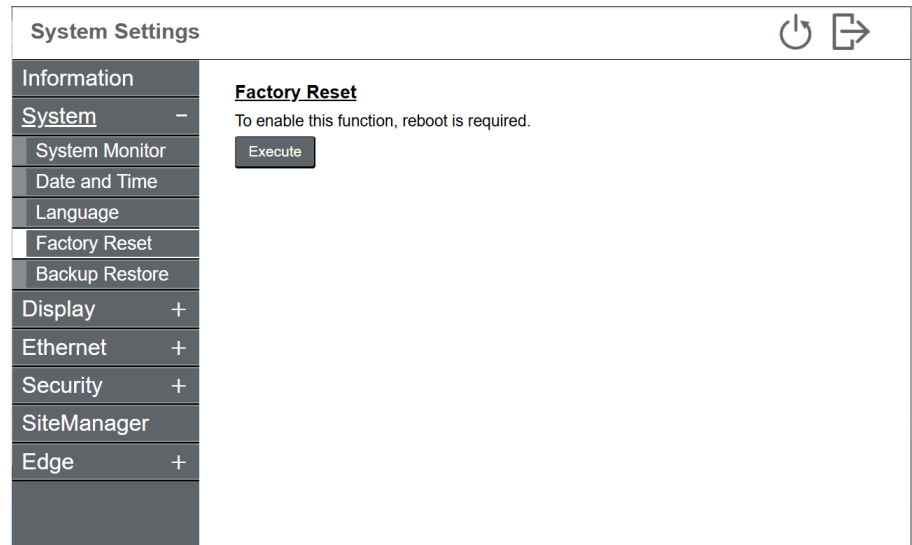 System Settings
Information
System −
System Monitor
Date and Time
Language
Factory Reset
Backup Restore
Display +
Ethernet +
Security +
SiteManager
Edge +
Factory Reset
To enable this function, reboot is required.
Execute